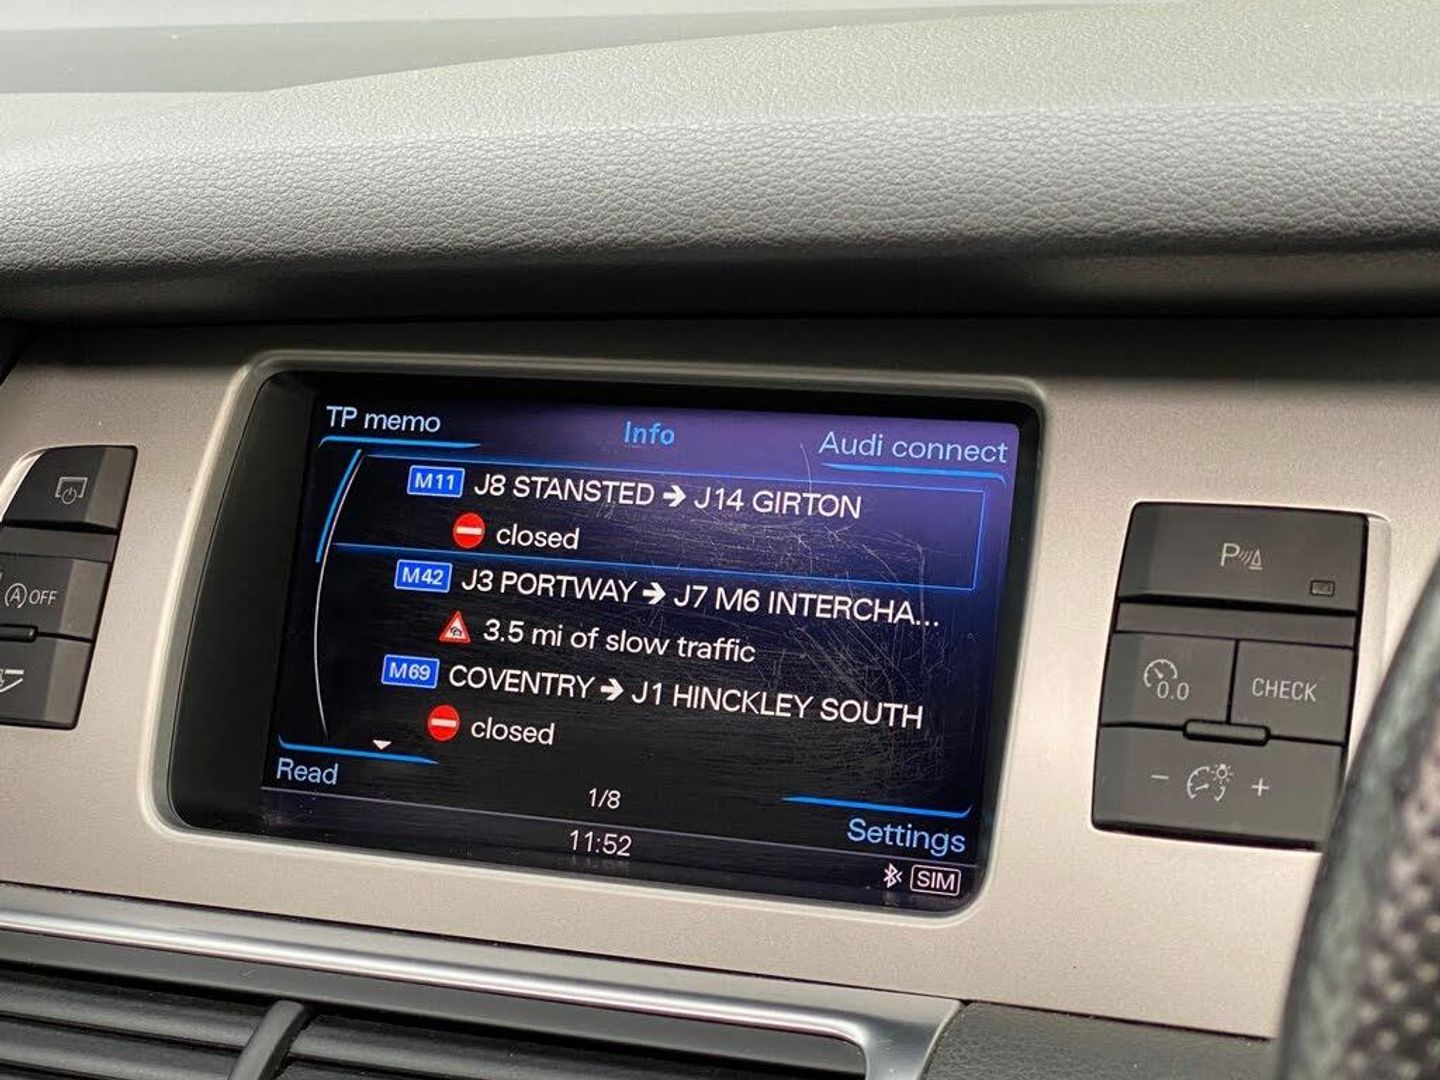 TP memo
Info
Audi connect
M11 J8 STANSTED → J14 GIRTON
closed
M42 J3 PORTWAY → J7 M6 INTERCHA...
3.5 mi of slow traffic
M69 COVENTRY → J1 HINCKLEY SOUTH
closed
Read
1/8
Settings
11:52
SIM
A OFF
P
0.0
CHECK
− +